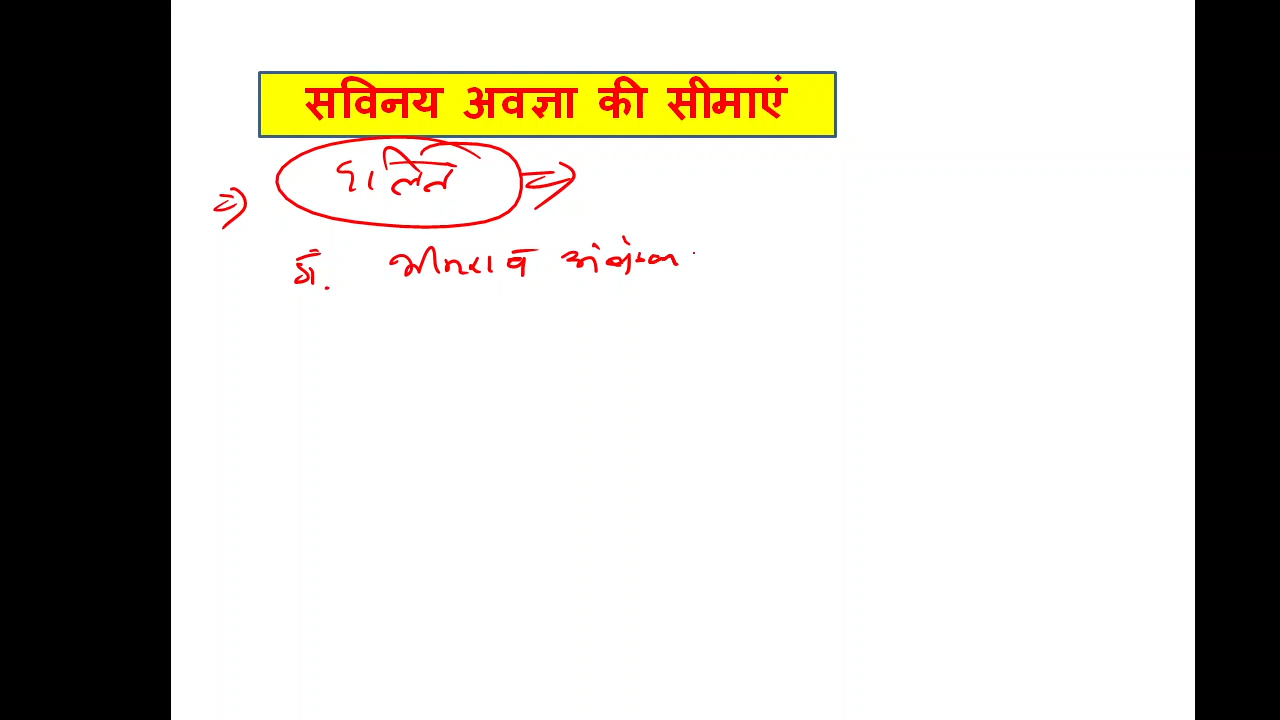 सविनय अवज्ञा की सीमाएं
दलित
डॉ. भीमराव अंबेडकर